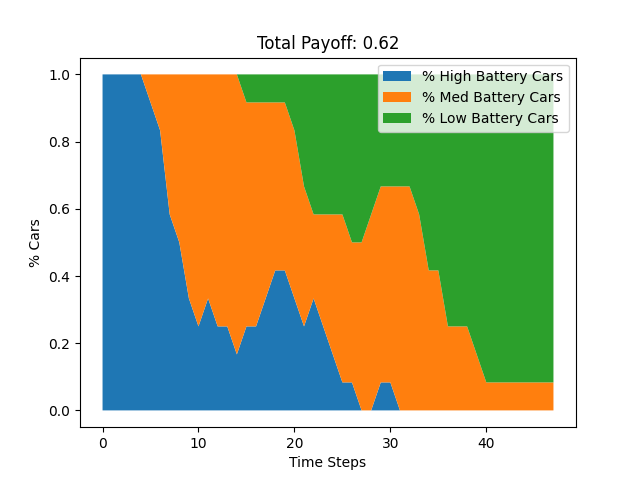 Total Payoff: 0.62
% High Battery Cars
% Med Battery Cars
% Low Battery Cars
1.0
0.8
0.6
0.4
0.2
0.0
% Cars
0 10 20 30 40
Time Steps